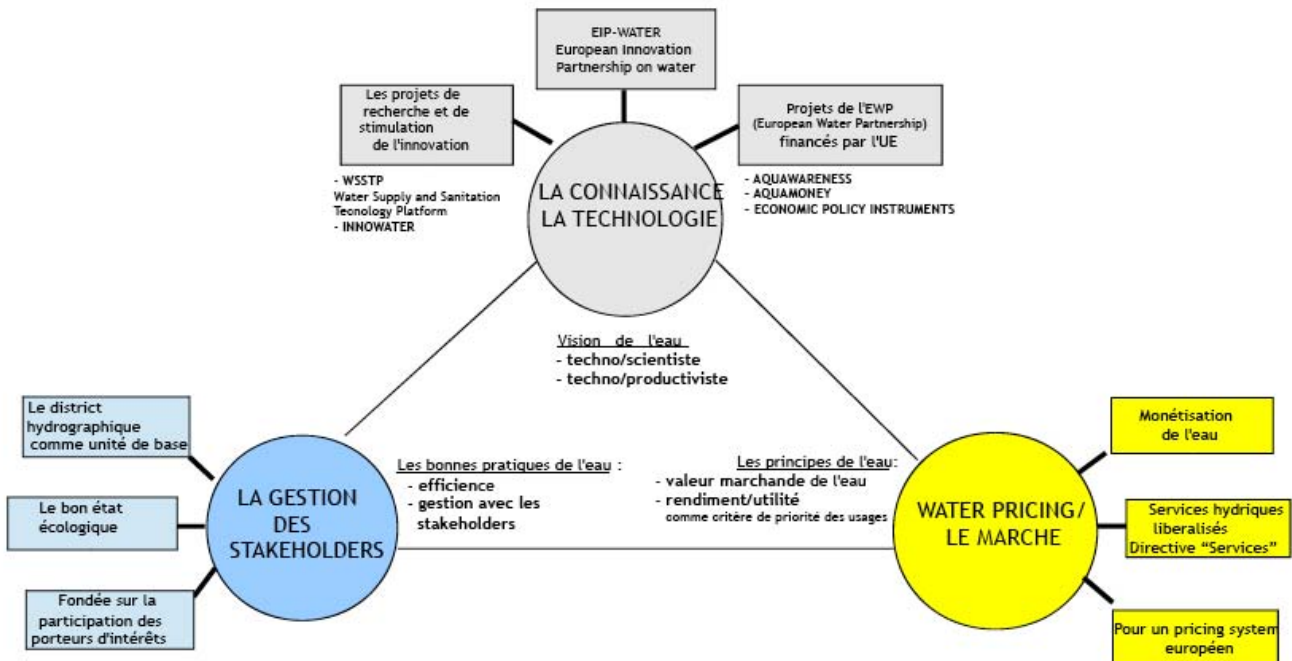 EIP-WATER
European Innovation
Partnership on water
Les projets de
recherche et de
stimulation
de l'innovation
Projets de l'EWP
(European Water Partnership)
financés par l'UE
- WSSTP
Water Supply and Sanitation
Tecnology Platform
- INNOWATER
LA CONNAISSANCE
LA TECHNOLOGIE
- AQUAWARENESS
- AQUAMONEY
- ECONOMIC POLICY INSTRUMENTS
Vision de l'eau
- techno/scientiste
- techno/productiviste
Le district
hydrographique
comme unité de base
Le bon état
écologique
Fondée sur la
participation des
porteurs d'intérêts
LA GESTION
DES
STAKEHOLDERS
Les bonnes pratiques de l'eau :
- efficience
- gestion avec les
stakeholders
Les principes de l'eau:
- valeur marchande de l'eau
- rendiment/utilité
comme critère de priorité des usages
WATER PRICING/
LE MARCHE
Monétisation
de l'eau
Services hydriques
liberalisés
Directive “Services”
Pour un pricing system
européen